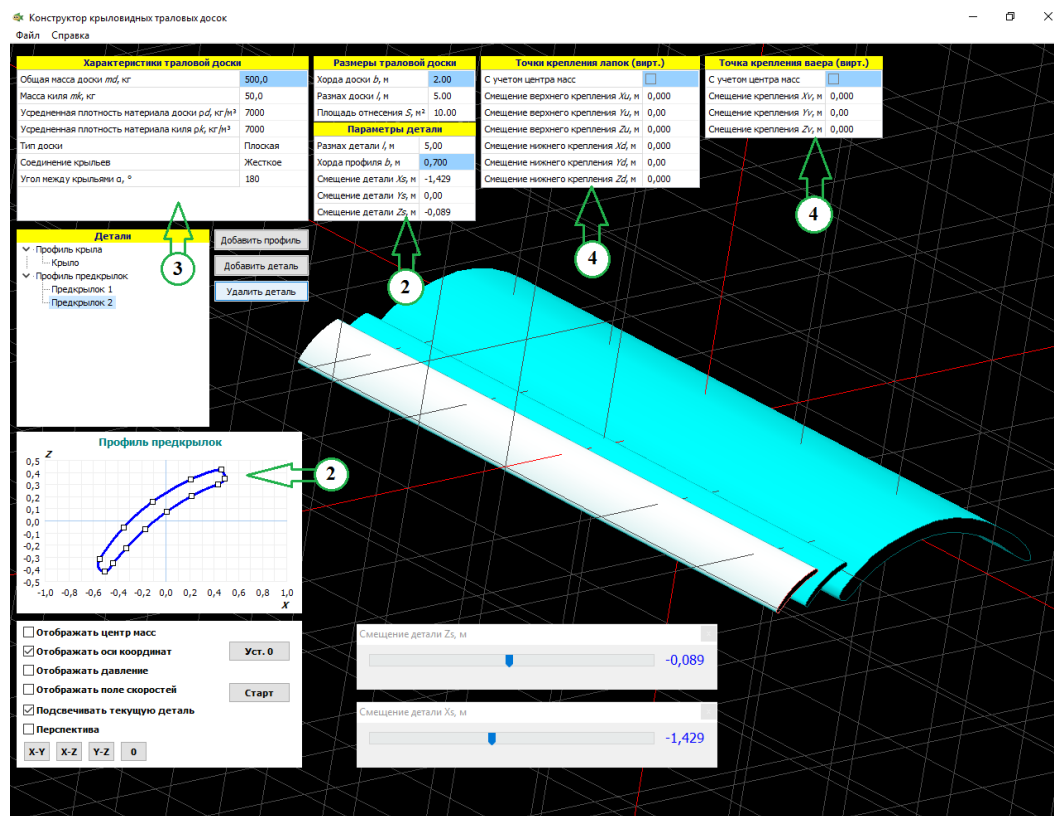 Конструктор крыловидных траловых досок
Файл Справка
Характеристики траловой доски
Общая масса доски md, кг 500,0
Масса киля mk, кг 50,0
Усредненная плотность материала доски pd, кг/м³ 7000
Усредненная плотность материала киля pk, кг/м³ 7000
Тип доски Плоская
Соединение крыльев Жесткое
Угол между крыльями α, ° 180
3
Размеры траловой доски
Хорда доски b, м 2.00
Размах доски l, м 5.00
Площадь отнесения S, м² 10.00
Параметры детали
Размах детали l, м 5,00
Хорда профиля b, м 0,700
Смещение детали Xs, м -1,429
Смещение детали Ys, м 0,00
Смещение детали Zs, м -0,089
2
Точки крепления лапок (вирт.)
С учетом центра масс
Смещение верхнего крепления Xu, м 0,000
Смещение верхнего крепления Yu, м 0,00
Смещение верхнего крепления Zu, м 0,000
Смещение нижнего крепления Xd, м 0,000
Смещение нижнего крепления Yd, м 0,00
Смещение нижнего крепления Zd, м 0,000
4
Точка крепления ваера (вирт.)
С учетом центра масс
Смещение крепления Xv, м 0,000
Смещение крепления Yv, м 0,00
Смещение крепления Zv, м 0,000
4
Детали
Профиль крыла
Крыло
Профиль предкрылок
Предкрылок 1
Предкрылок 2
Добавить профиль
Добавить деталь
Удалить деталь
Профиль предкрылок
Z
0,5
0,4
0,3
0,2
0,1
0,0
-0,1
-0,2
-0,3
-0,4
-0,5
-1,0 -0,8 -0,6 -0,4 -0,2 0,0 0,2 0,4 0,6 0,8 1,0
X
2
Отображать центр масс
Отображать оси координат
Отображать давление
Отображать поле скоростей
Подсвечивать текущую деталь
Перспектива
Уст. 0
Старт
X-Y X-Z Y-Z 0
Смещение детали Zs, м
-0,089
Смещение детали Xs, м
-1,429